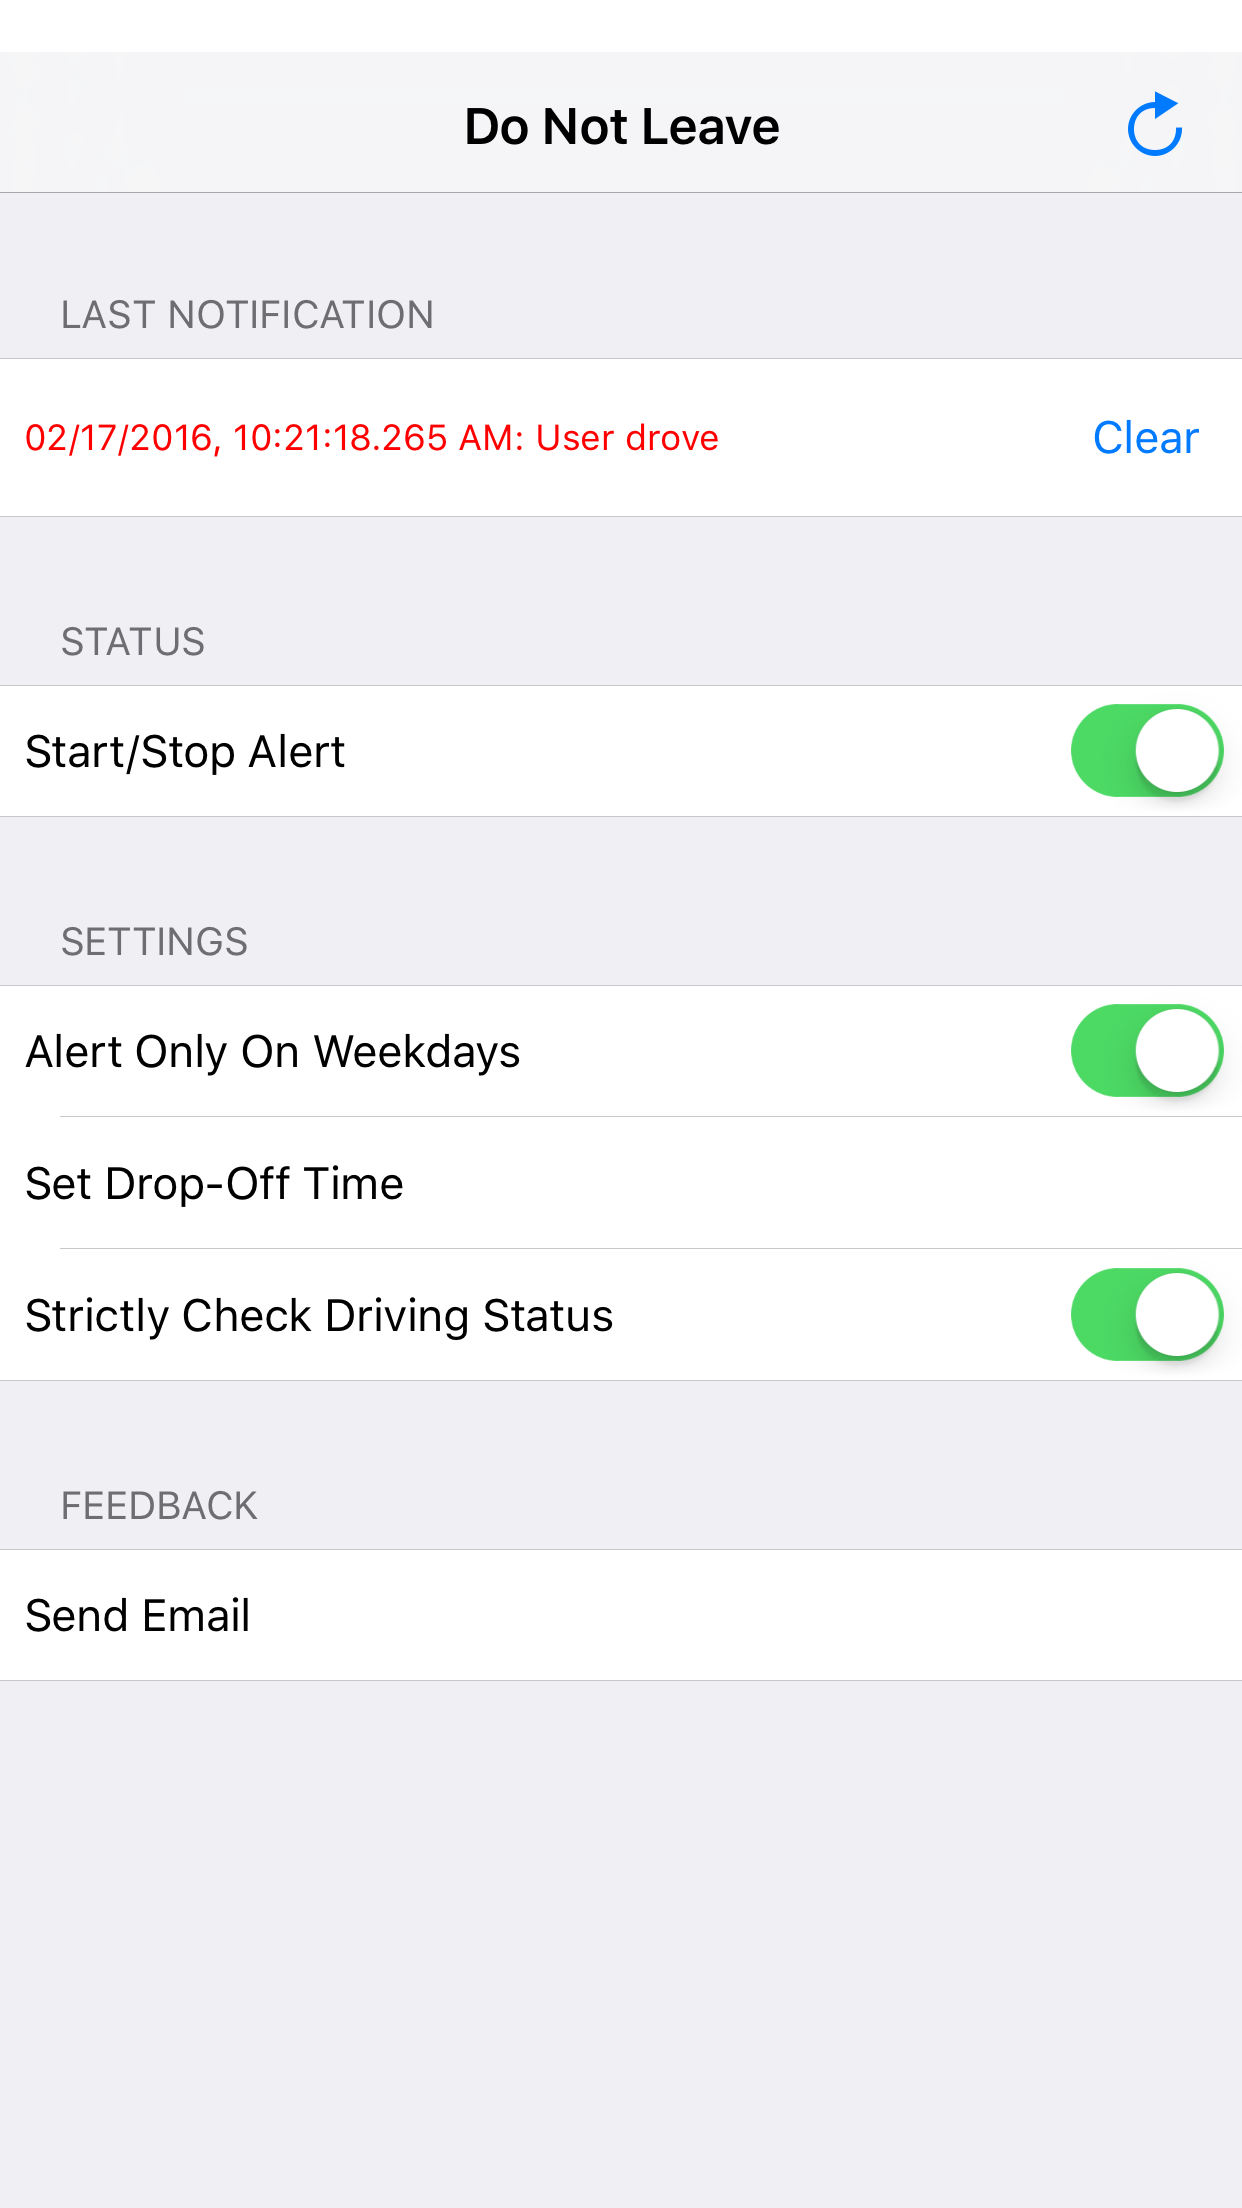 Do Not Leave
LAST NOTIFICATION
02/17/2016, 10:21:18.265 AM: User drove
Clear
STATUS
Start/Stop Alert
SETTINGS
Alert Only On Weekdays
Set Drop-Off Time
Strictly Check Driving Status
FEEDBACK
Send Email